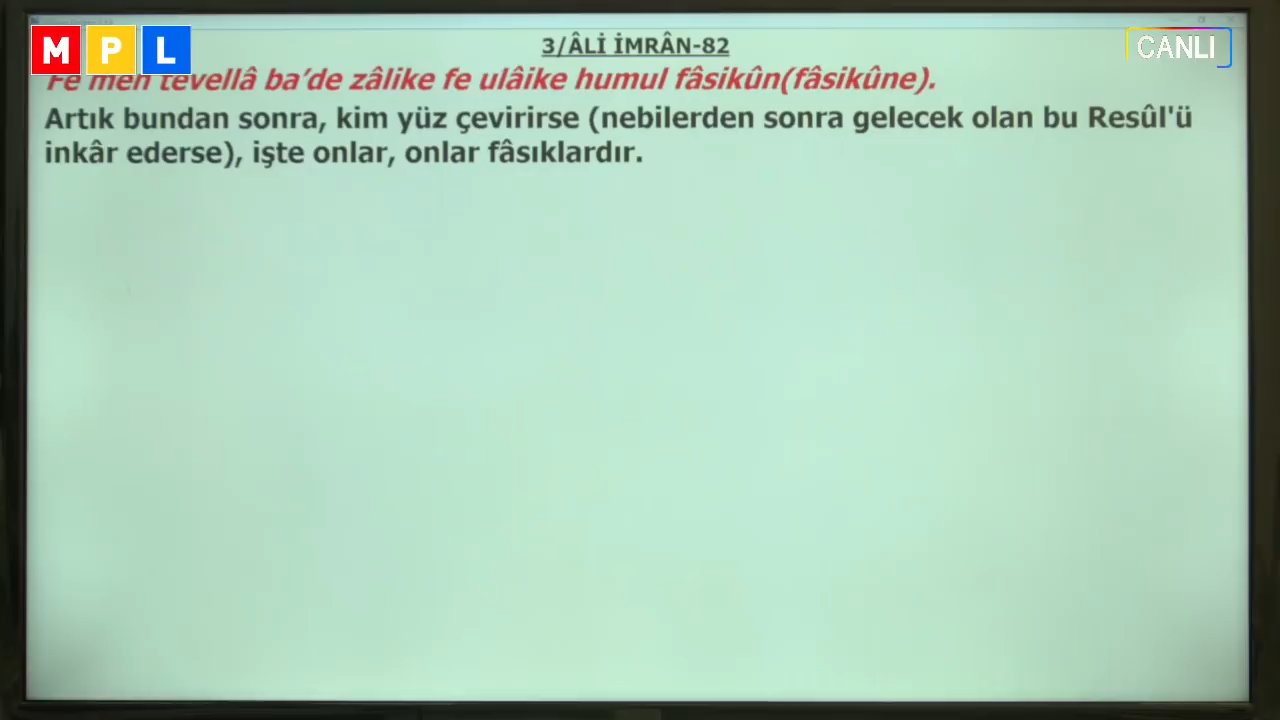 M P L
CANLI
3/ÂLİ İMRÂN-82
Fe men tevellâ ba’de zâlike fe ulâike humul fâsikûn(fâsikûne).
Artık bundan sonra, kim yüz çevirirse (nebilerden sonra gelecek olan bu Resûl'ü
inkâr ederse), işte onlar, onlar fâsıklardır.